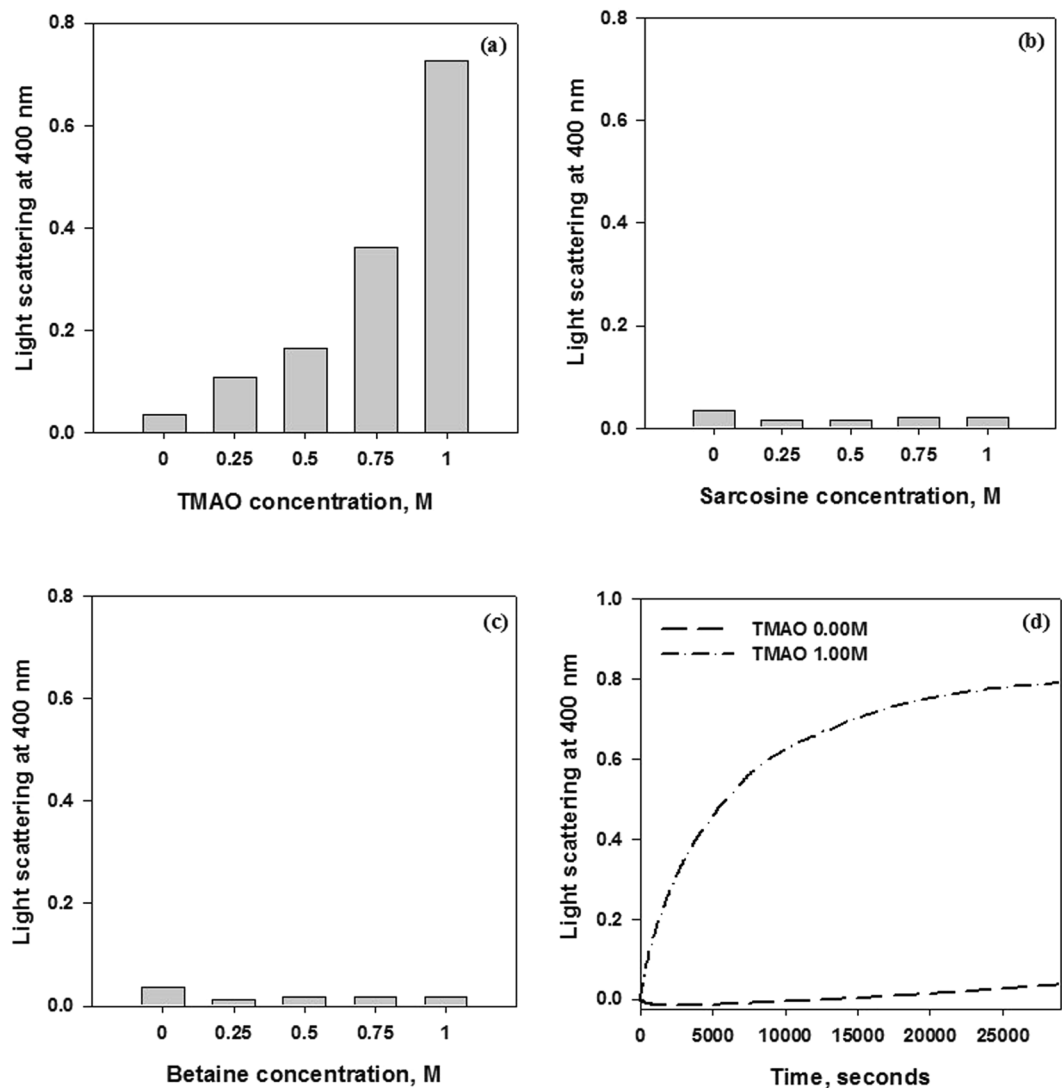 (a)
Light scattering at 400 nm
0.8
0.6
0.4
0.2
0.0
0 0.25 0.5 0.75 1
TMAO concentration, M
(b)
Light scattering at 400 nm
0.8
0.6
0.4
0.2
0.0
0 0.25 0.5 0.75 1
Sarcosine concentration, M
(c)
Light scattering at 400 nm
0.8
0.6
0.4
0.2
0.0
0 0.25 0.5 0.75 1
Betaine concentration, M
(d)
TMAO 0.00M
TMAO 1.00M
Light scattering at 400 nm
1.0
0.8
0.6
0.4
0.2
0.0
0 5000 10000 15000 20000 25000
Time, seconds